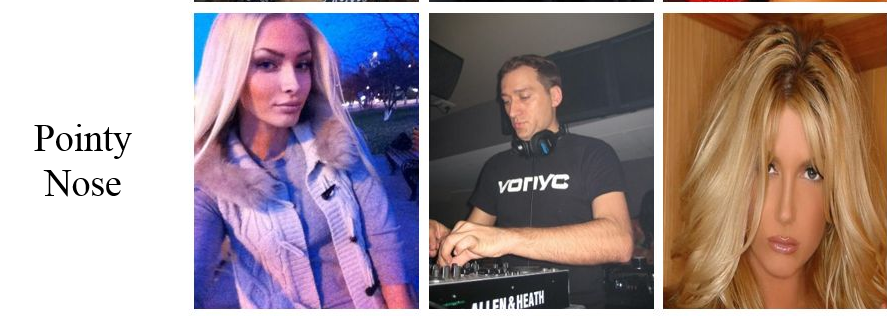 Pointy
Nose
VONYC
ALLEN&HEATH